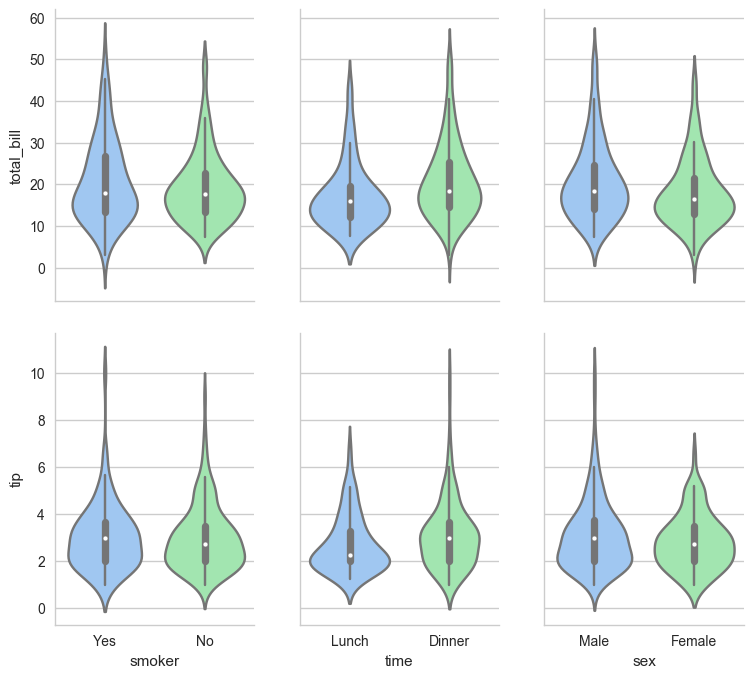 60
50
40
30
20
10
0
total_bill
10
8
6
4
2
0
tip
Yes No
smoker
Lunch Dinner
time
Male Female
sex